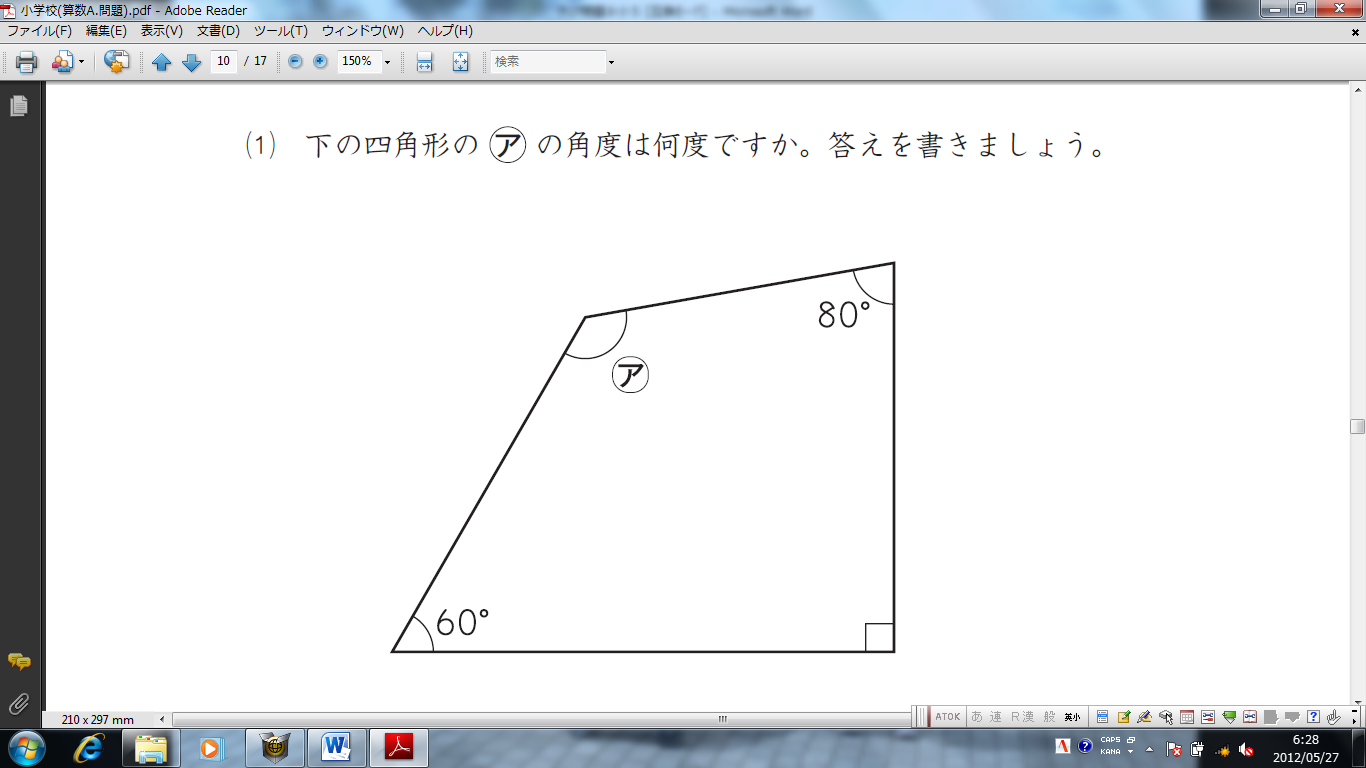 小学校(算数A.問題).pdf - Adobe Reader
ファイル(F) 編集(E) 表示(V) 文書(D) ツール(T) ウィンドウ(W) ヘルプ(H)
10 / 17 150% 検索
(1) 下の四角形の ㋐ の角度は何度ですか。答えを書きましょう。
80°
㋐
60°
210 x 297 mm
ATOK あ 連 R漢 般 英小
CAPS
KANA
6:28
2012/05/27